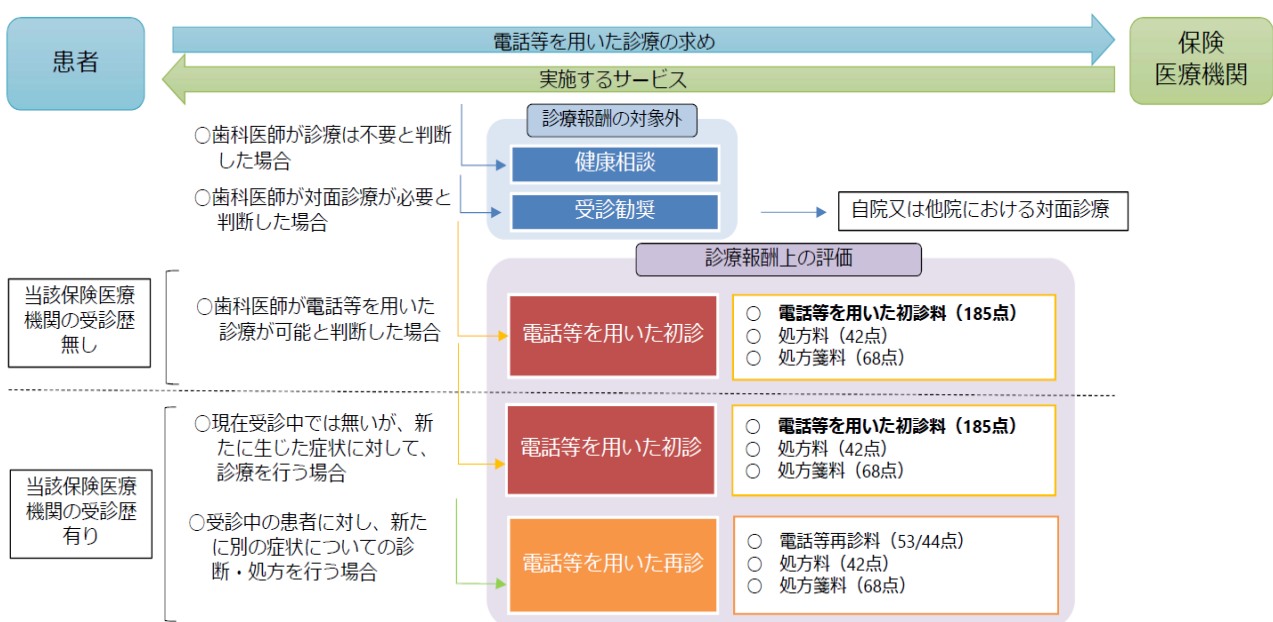 患者
電話等を用いた診療の求め
実施するサービス
保険
医療機関
診療報酬の対象外
○歯科医師が診療は不要と判断
した場合
健康相談
○歯科医師が対面診療が必要と
判断した場合
受診勧奨
自院又は他院における対面診療
診療報酬上の評価
当該保険医療
機関の受診歴
無し
○歯科医師が電話等を用いた
診療が可能と判断した場合
電話等を用いた初診
○ 電話等を用いた初診料（185点）
○ 処方料（42点）
○ 処方箋料（68点）
当該保険医療
機関の受診歴
有り
○現在受診中では無いが、新
たに生じた症状に対して、
診療を行う場合
電話等を用いた初診
○ 電話等を用いた初診料（185点）
○ 処方料（42点）
○ 処方箋料（68点）
○受診中の患者に対し、新た
に別の症状についての診
断・処方を行う場合
電話等を用いた再診
○ 電話等再診料（53/44点）
○ 処方料（42点）
○ 処方箋料（68点）